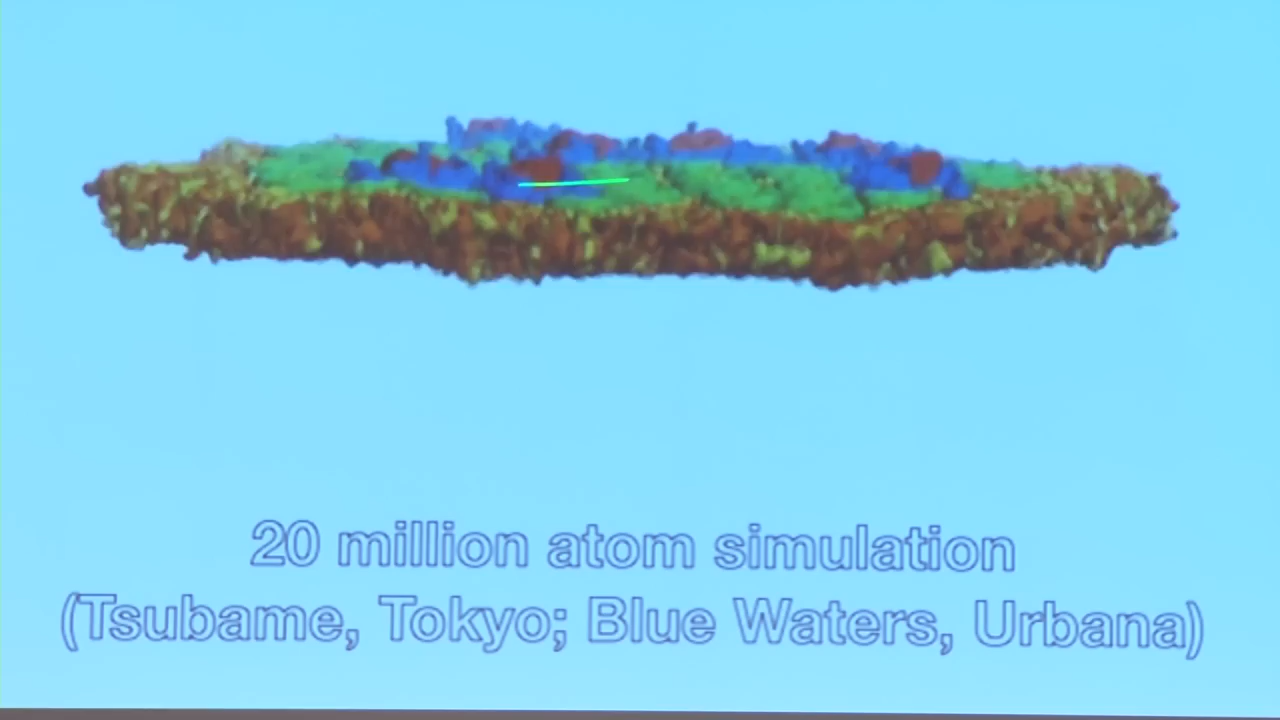 20 million atom simulation
(Tsubame, Tokyo; Blue Waters, Urbana)